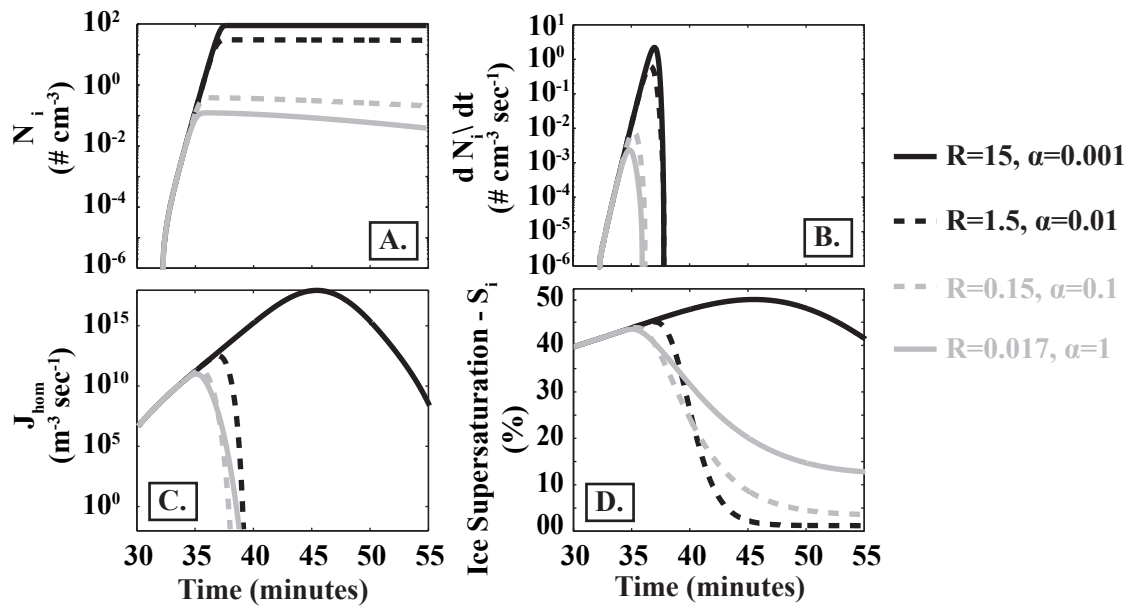 10²
10⁰
10⁻²
10⁻⁴
10⁻⁶
N i
(# cm⁻³)
A.
10¹
10⁰
10⁻¹
10⁻²
10⁻³
10⁻⁴
10⁻⁵
10⁻⁶
d Nᵢ\ dt
(# cm⁻³ sec⁻¹)
B.
R=15, α=0.001
R=1.5, α=0.01
R=0.15, α=0.1
R=0.017, α=1
10¹⁵
10¹⁰
10⁵
10⁰
J hom
(m⁻³ sec⁻¹)
C.
30 35 40 45 50 55
Time (minutes)
50
40
30
20
10
00
Ice Supersaturation - Sᵢ
(%)
D.
30 35 40 45 50 55
Time (minutes)